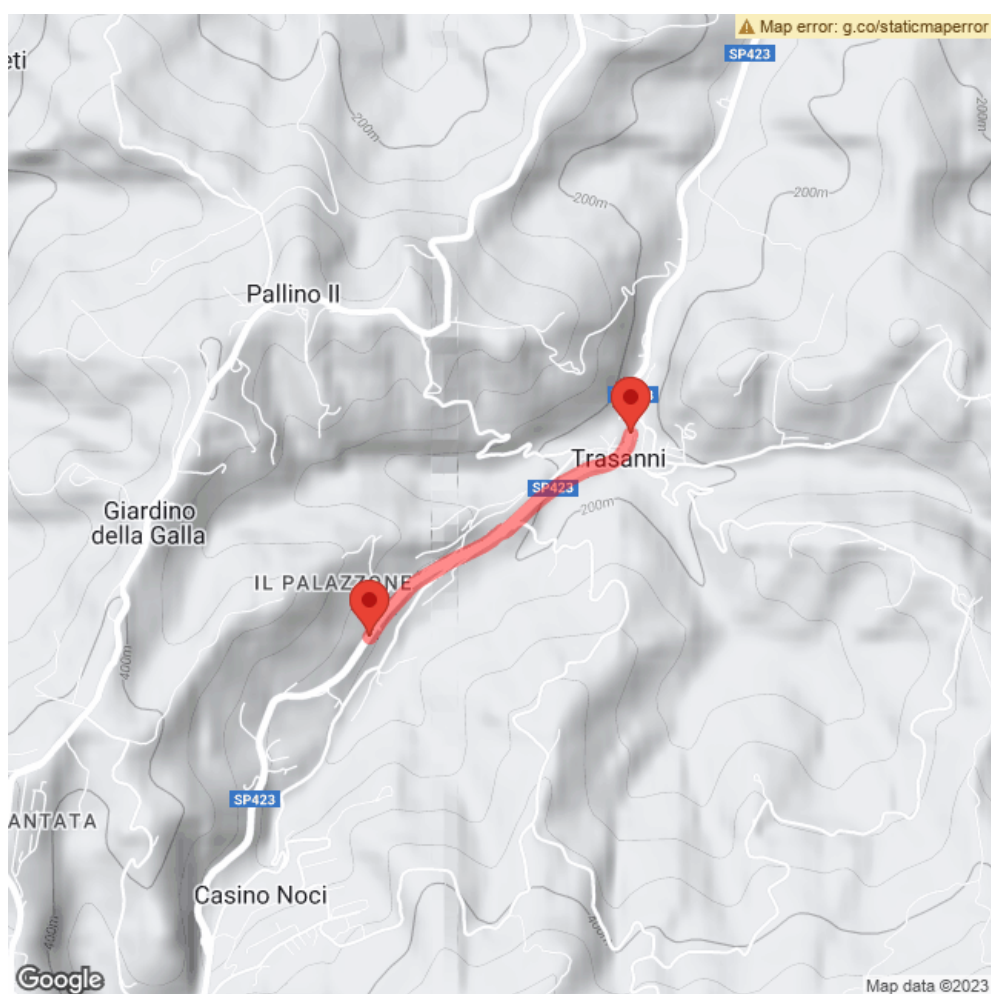 Map error: g.co/staticmaperror
eti
SP423
200m
200m
200m
200m
Pallino II
Trasanni
SP423
200m
Giardino
della Galla
IL PALAZZONE
400m
SP423
ANTATA
Casino Noci
400m
400m
Google
Map data ©2023